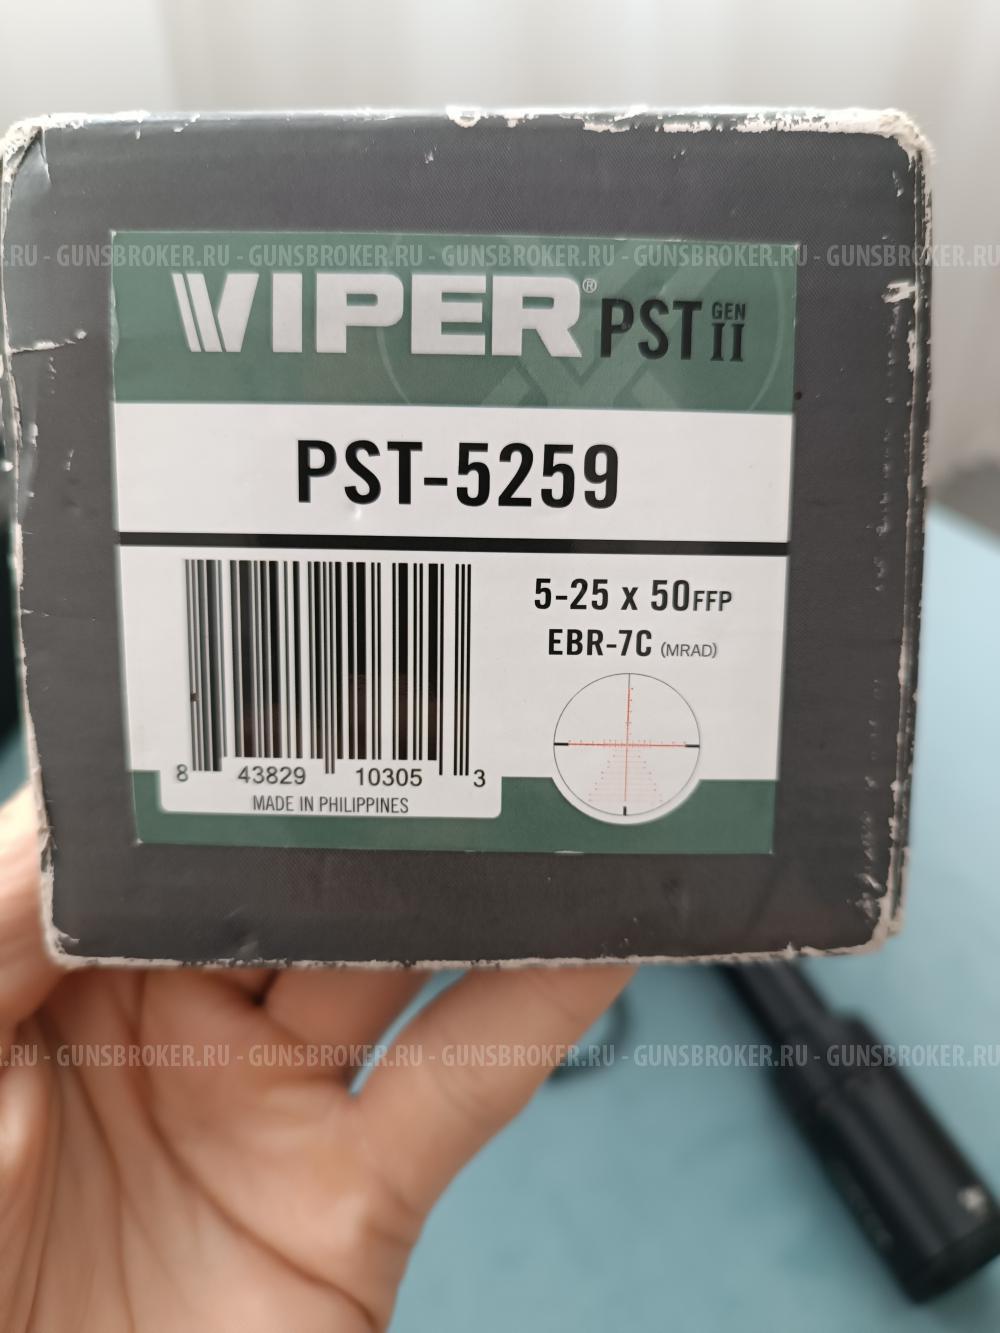 .RU - GUNSBROKER.RU - GUNSBROKER.RU - GUNSBROKER.RU - GUNSBROKER.RU - GUNSBROKER.RU
VIPER® PST GEN II
PST-5259
5-25 x 50FFP
EBR-7C (MRAD)
8 43829 10305 3
MADE IN PHILIPPINES
.RU - GUNSBROKER.RU - GUNSBROKER.RU - GUNSBROKER.RU - GUNSBROKER.RU - GUNSBROKER.RU